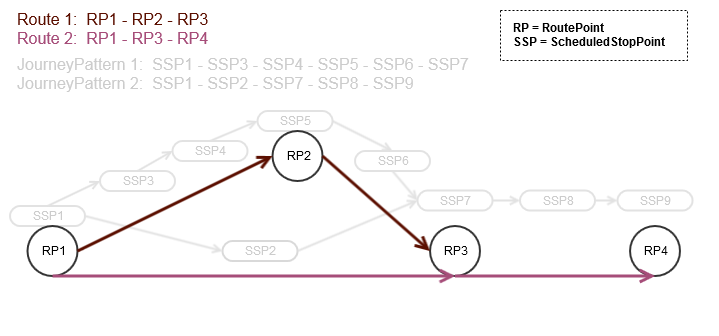 Route 1:  RP1 - RP2 - RP3
Route 2:  RP1 - RP3 - RP4
JourneyPattern 1:  SSP1 - SSP3 - SSP4 - SSP5 - SSP6 - SSP7
JourneyPattern 2:  SSP1 - SSP2 - SSP7 - SSP8 - SSP9
RP = RoutePoint
SSP = ScheduledStopPoint
SSP5
SSP4
RP2
SSP6
SSP3
SSP7
SSP8
SSP9
SSP1
RP1
SSP2
RP3
RP4